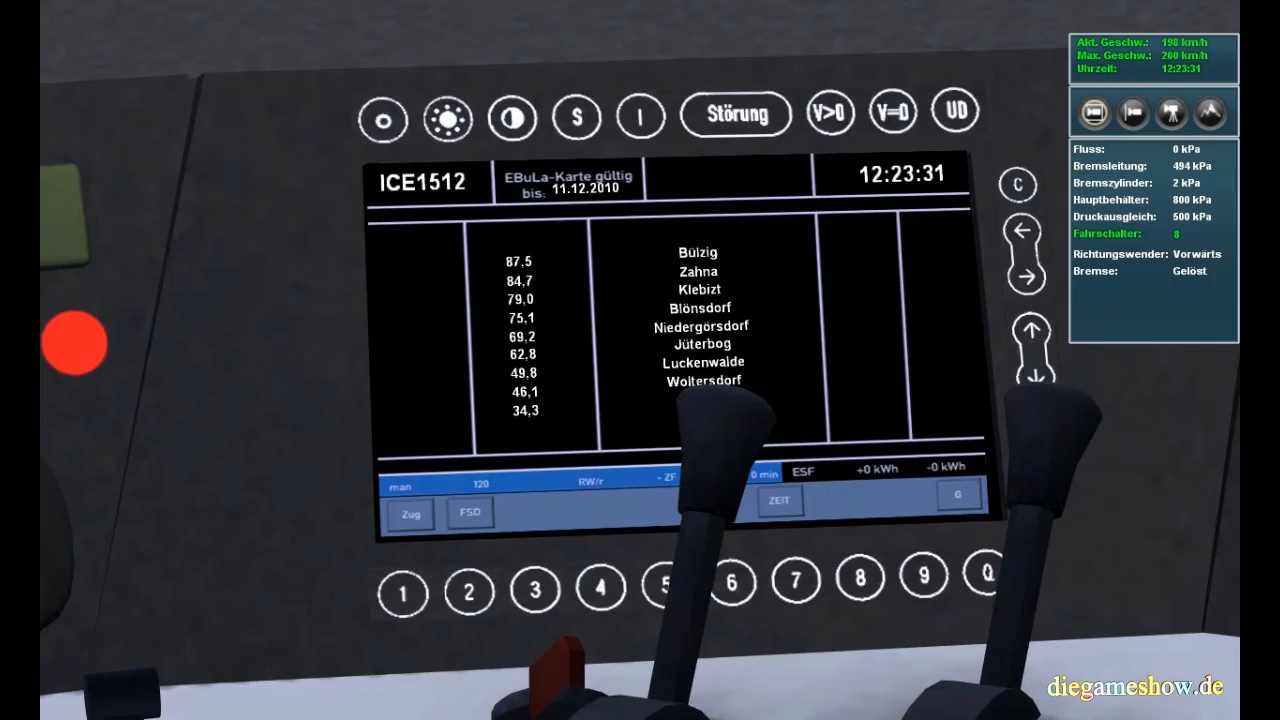 Akt. Geschw.: 198 km/h
Max. Geschw.: 200 km/h
Uhrzeit: 12:23:31
S I Störung V>0 V=0 UD
ICE1512 EBuLa-Karte gültig bis: 11.12.2010 12:23:31
C
Fluss: 0 kPa
Bremsleitung: 494 kPa
Bremszylinder: 2 kPa
Hauptbehälter: 800 kPa
Druckausgleich: 500 kPa
Fahrschalter: 8
Richtungswender: Vorwärts
Bremse: Gelöst
87,5 Bülzig
84,7 Zahna
79,0 Klebizt
75,1 Blönsdorf
69,2 Niedergörsdorf
62,8 Jüterbog
49,8 Luckenwalde
46,1 Woltersdorf
34,3
man 120 RW/r - ZF 0 min ESF +0 kWh -0 kWh
Zug FSD ZEIT G
1 2 3 4 5 6 7 8 9 0
diegameshow.de